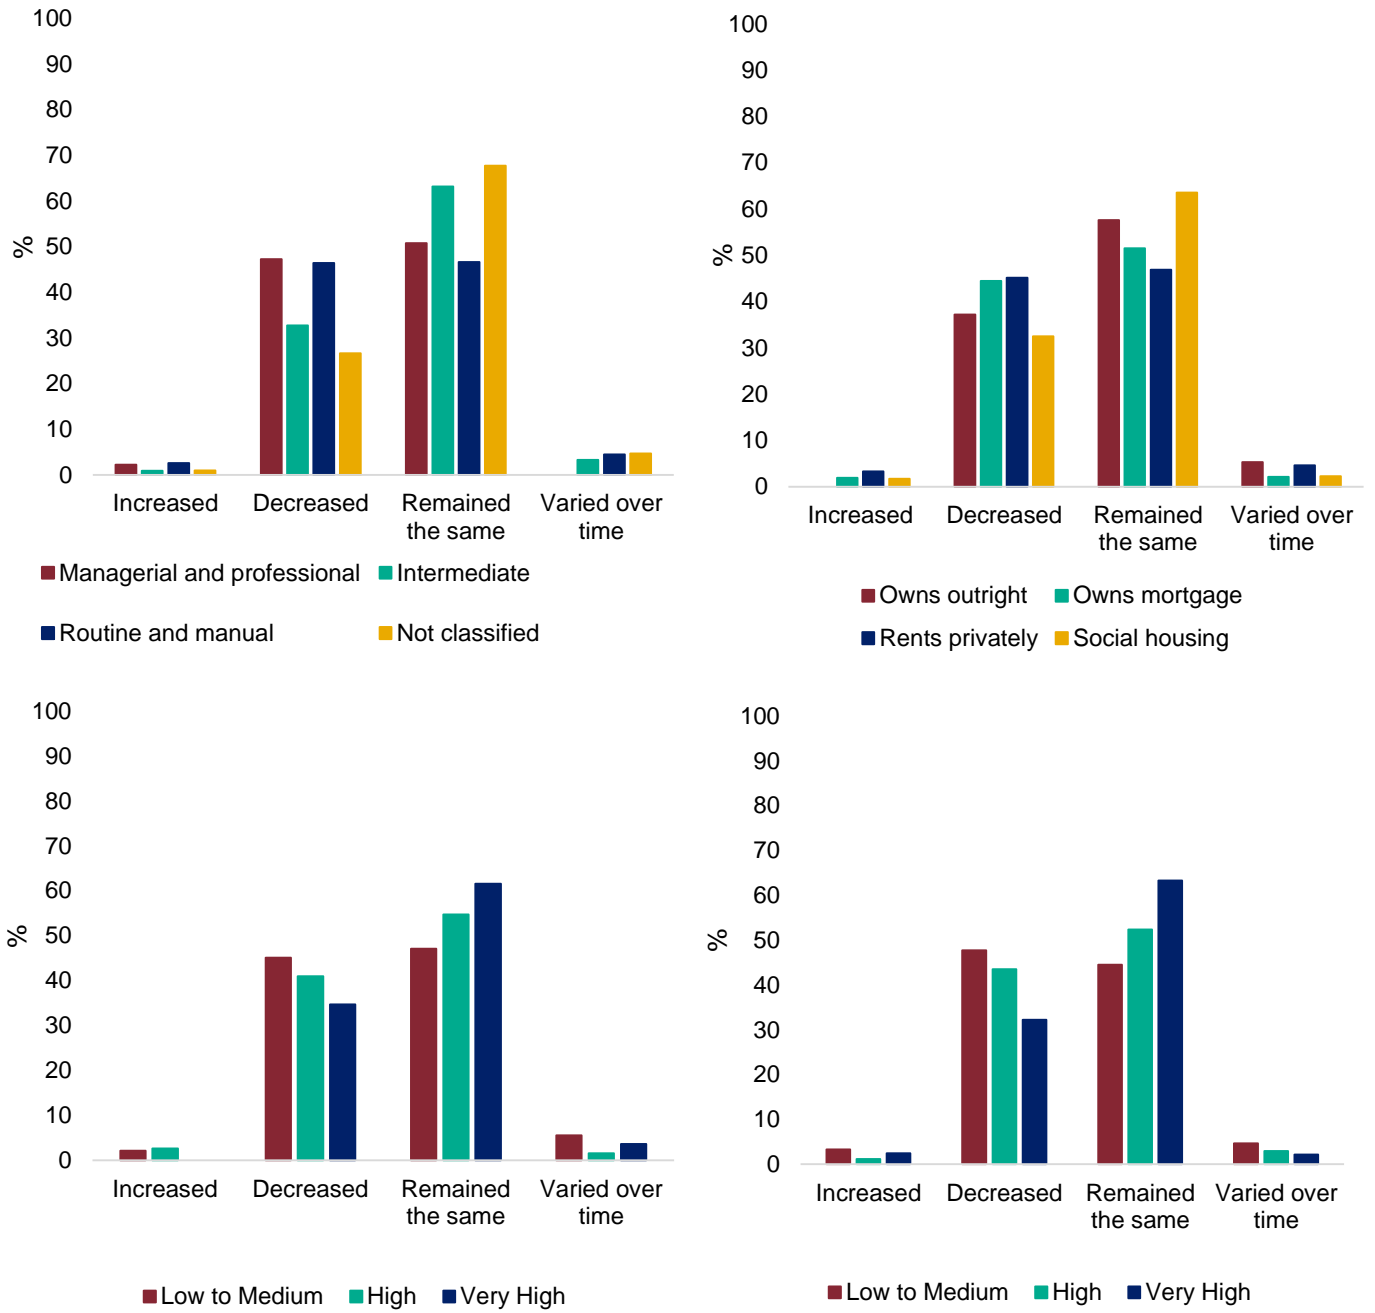 100
90
80
70
60
50
40
30
20
10
0
%
Increased
Decreased
Remained
the same
Varied over
time
Managerial and professional
Intermediate
Routine and manual
Not classified
100
90
80
70
60
50
40
30
20
10
0
%
Increased
Decreased
Remained
the same
Varied over
time
Owns outright
Owns mortgage
Rents privately
Social housing
100
90
80
70
60
50
40
30
20
10
0
%
Increased
Decreased
Remained
the same
Varied over
time
Low to Medium
High
Very High
100
90
80
70
60
50
40
30
20
10
0
%
Increased
Decreased
Remained
the same
Varied over
time
Low to Medium
High
Very High